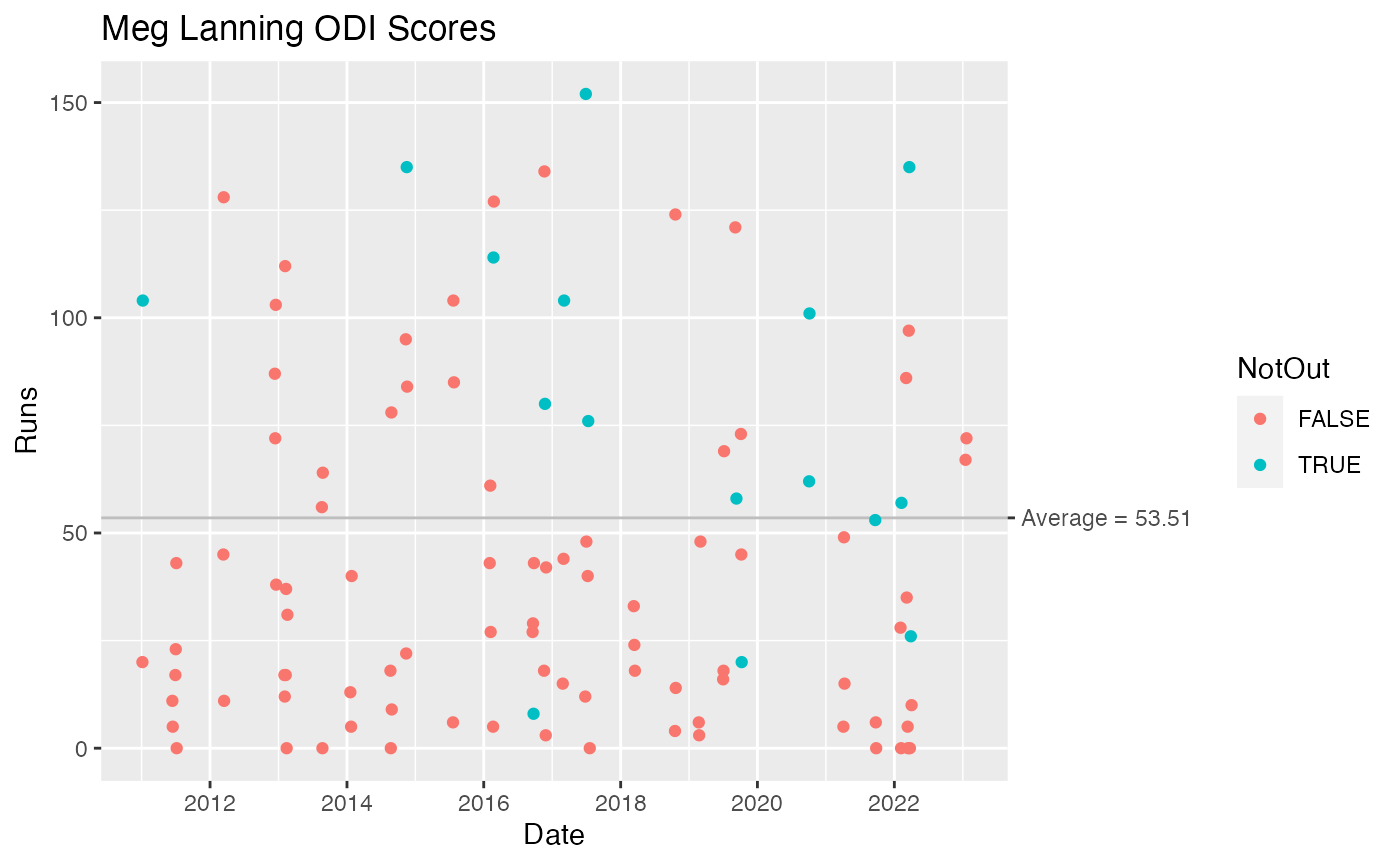 Meg Lanning ODI Scores
Runs
150
100
50
0
Average = 53.51
2012 2014 2016 2018 2020 2022
Date
NotOut
FALSE
TRUE